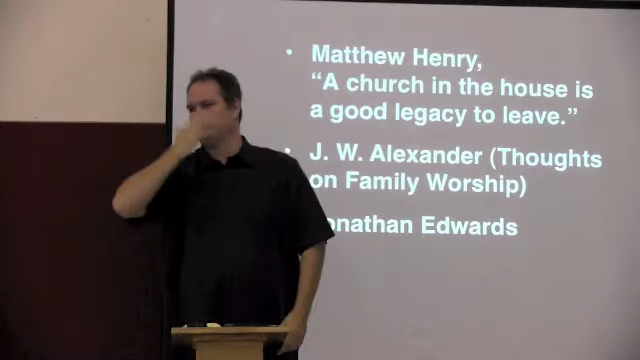 • Matthew Henry,
“A church in the house is
a good legacy to leave.”
• J. W. Alexander (Thoughts
on Family Worship)
onathan Edwards